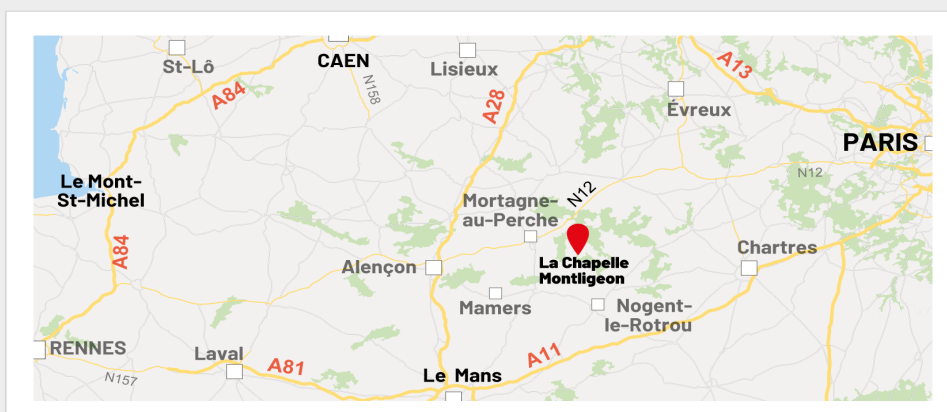 CAEN
St-Lô
Lisieux
A13
A84
N158
A28
Évreux
PARIS
N12
Le Mont-
St-Michel
N12
Mortagne-
au-Perche
A84
Chartres
Alençon
La Chapelle
Montligeon
Mamers
Nogent-
le-Rotrou
RENNES
Laval
A81
A11
N157
Le Mans